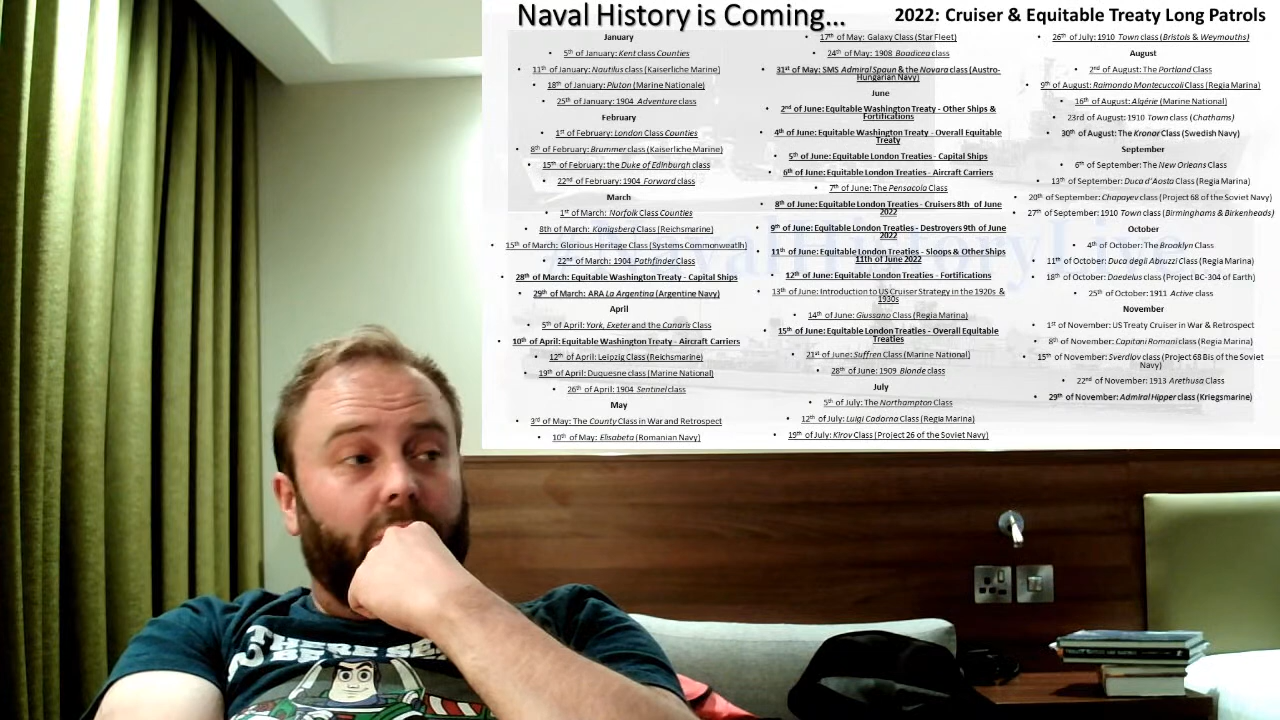 Naval History is Coming...
2022: Cruiser & Equitable Treaty Long Patrols
January
• 5th of January: Kent class Counties
• 11th of January: Nautilus class (Kaiserliche Marine)
• 18th of January: Pluton (Marine Nationale)
• 25th of January: 1904 Adventure class
February
• 1st of February: London Class Counties
• 8th of February: Brummer class (Kaiserliche Marine)
• 15th of February: the Duke of Edinburgh class
• 22nd of February: 1904 Forward class
March
• 1st of March: Norfolk Class Counties
• 8th of March: Königsberg Class (Reichsmarine)
• 15th of March: Glorious Heritage Class (Systems Commonwealth)
• 22nd of March: 1904 Pathfinder Class
• 28th of March: Equitable Washington Treaty - Capital Ships
• 29th of March: ARA La Argentina (Argentine Navy)
April
• 5th of April: York, Exeter and the Canaris Class
• 10th of April: Equitable Washington Treaty - Aircraft Carriers
• 12th of April: Leipzig Class (Reichsmarine)
• 19th of April: Duquesne class (Marine National)
• 26th of April: 1904 Sentinel class
May
• 3rd of May: The County Class in War and Retrospect
• 10th of May: Elisabeta (Romanian Navy)
• 17th of May: Galaxy Class (Star Fleet)
• 24th of May: 1908 Boadicea class
• 31st of May: SMS Admiral Spaun & the Novara class (Austro-
Hungarian Navy)
June
• 2nd of June: Equitable Washington Treaty - Other Ships &
Fortifications
• 4th of June: Equitable Washington Treaty - Overall Equitable
Treaty
• 5th of June: Equitable London Treaties - Capital Ships
• 6th of June: Equitable London Treaties - Aircraft Carriers
• 7th of June: The Pensacola Class
• 8th of June: Equitable London Treaties - Cruisers 8th of June
2022
• 9th of June: Equitable London Treaties - Destroyers 9th of June
2022
• 11th of June: Equitable London Treaties - Sloops & Other Ships
11th of June 2022
• 12th of June: Equitable London Treaties - Fortifications
• 13th of June: Introduction to US Cruiser Strategy in the 1920s &
1930s
• 14th of June: Giussano Class (Regia Marina)
• 15th of June: Equitable London Treaties - Overall Equitable
Treaties
• 21st of June: Suffren Class (Marine National)
• 28th of June: 1909 Blonde class
July
• 5th of July: The Northampton Class
• 12th of July: Luigi Cadorna Class (Regia Marina)
• 19th of July: Kirov Class (Project 26 of the Soviet Navy)
• 26th of July: 1910 Town class (Bristols & Weymouths)
August
• 2nd of August: The Portland Class
• 9th of August: Raimondo Montecuccoli Class (Regia Marina)
• 16th of August: Algérie (Marine National)
• 23rd of August: 1910 Town class (Chathams)
• 30th of August: The Kronor Class (Swedish Navy)
September
• 6th of September: The New Orleans Class
• 13th of September: Duca d'Aosta Class (Regia Marina)
• 20th of September: Chapayev class (Project 68 of the Soviet Navy)
• 27th of September: 1910 Town class (Birminghams & Birkenheads)
October
• 4th of October: The Brooklyn Class
• 11th of October: Duca degli Abruzzi Class (Regia Marina)
• 18th of October: Daedelus class (Project BC-304 of Earth)
• 25th of October: 1911 Active class
November
• 1st of November: US Treaty Cruiser in War & Retrospect
• 8th of November: Capitani Romani class (Regia Marina)
• 15th of November: Sverdlov class (Project 68 Bis of the Soviet
Navy)
• 22nd of November: 1913 Arethusa Class
• 29th of November: Admiral Hipper class (Kriegsmarine)
THERE SE
BE